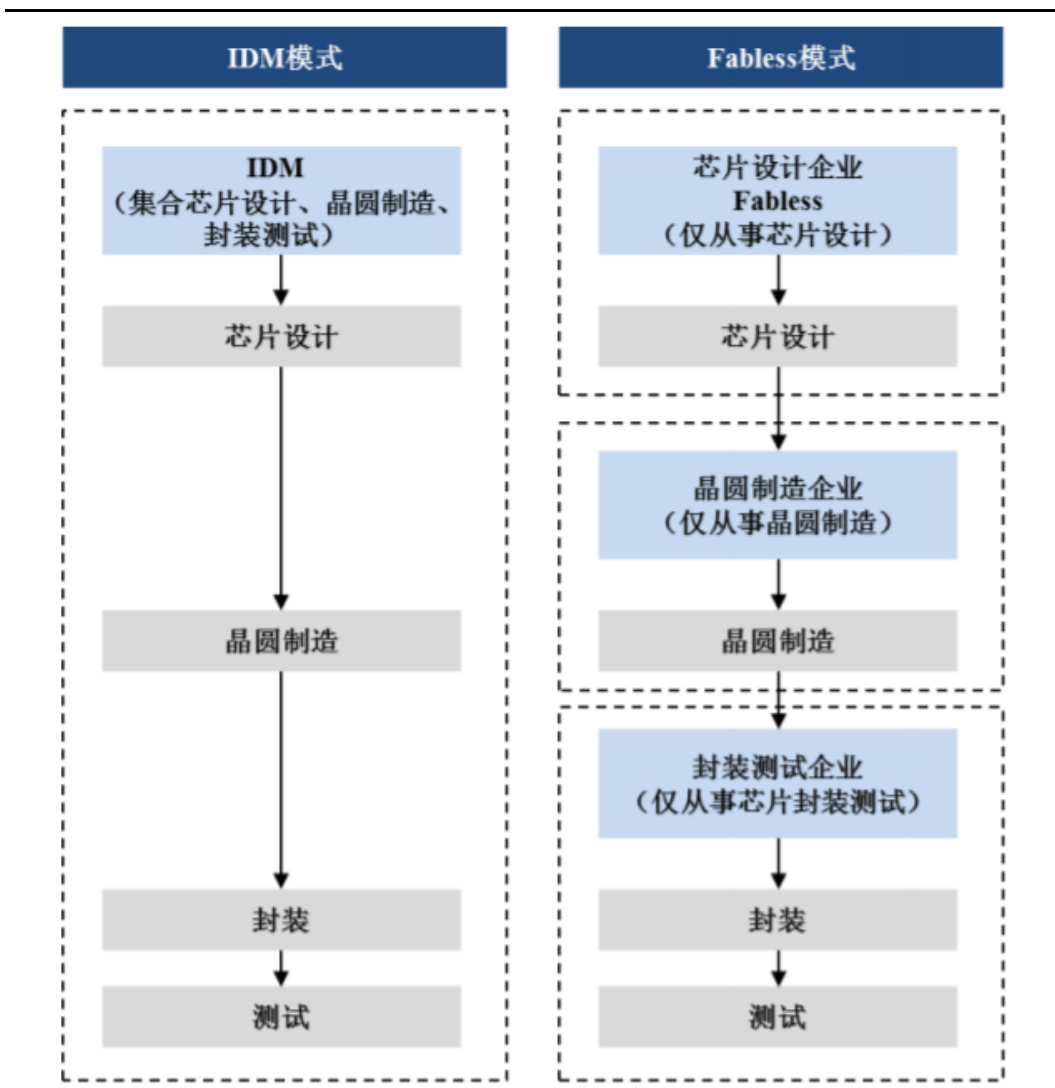 IDM模式
IDM
（集合芯片设计、晶圆制造、
封装测试）
芯片设计
晶圆制造
封装
测试
Fabless模式
芯片设计企业
Fabless
（仅从事芯片设计）
芯片设计
晶圆制造企业
（仅从事晶圆制造）
晶圆制造
封装测试企业
（仅从事芯片封装测试）
封装
测试